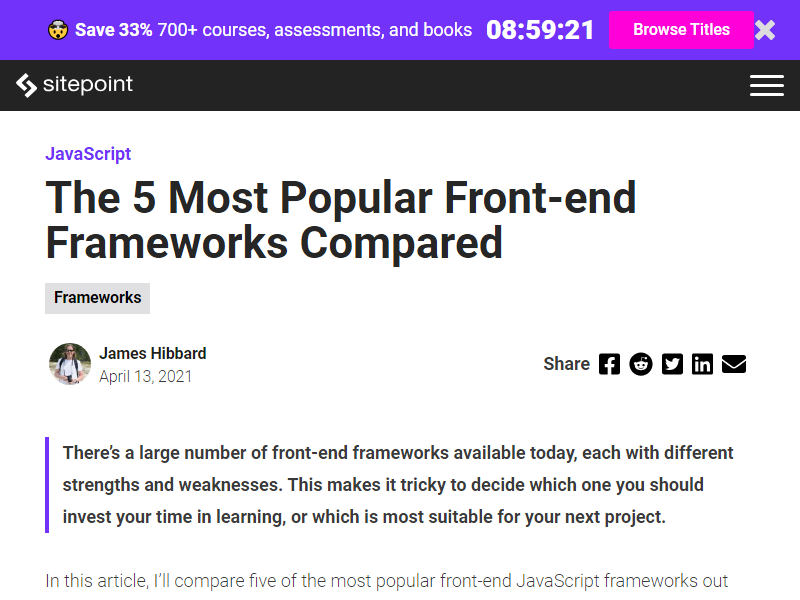 Save 33% 700+ courses, assessments, and books 08:59:21 Browse Titles
sitepoint
JavaScript
The 5 Most Popular Front-end
Frameworks Compared
Frameworks
James Hibbard
April 13, 2021
Share
There’s a large number of front-end frameworks available today, each with different
strengths and weaknesses. This makes it tricky to decide which one you should
invest your time in learning, or which is most suitable for your next project.
In this article, I’ll compare five of the most popular front-end JavaScript frameworks out